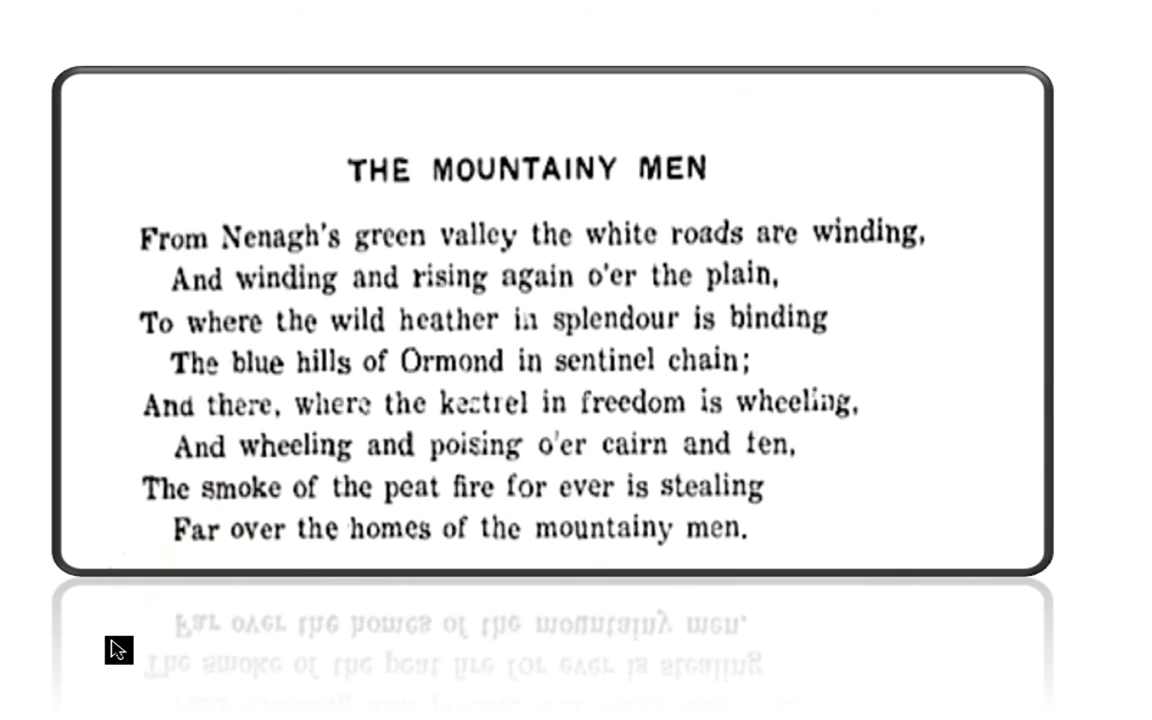 THE MOUNTAINY MEN
From Nenagh's green valley the white roads are winding,
And winding and rising again o'er the plain,
To where the wild heather in splendour is binding
The blue hills of Ormond in sentinel chain;
And there, where the kestrel in freedom is wheeling,
And wheeling and poising o'er cairn and fen,
The smoke of the peat fire for ever is stealing
Far over the homes of the mountainy men.